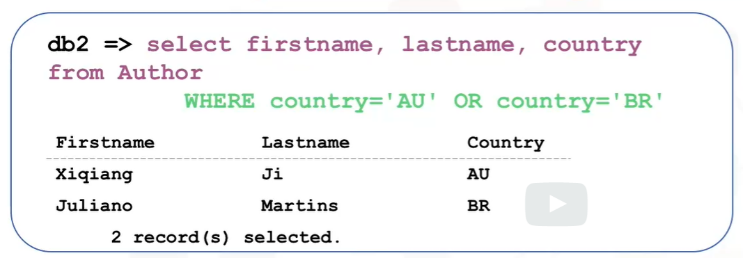 db2 => select firstname, lastname, country
from Author
WHERE country='AU' OR country='BR'
Firstname Lastname Country
Xiqiang Ji AU
Juliano Martins BR
2 record(s) selected.